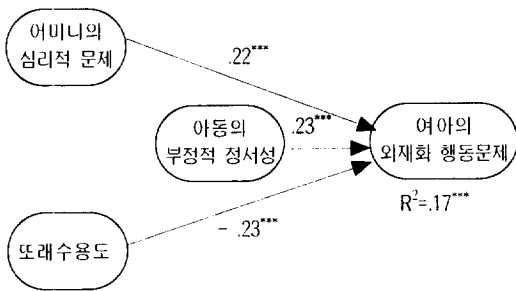 어머니의
심리적 문제
.22***
아동의
부정적 정서성
.23***
여아의
외재화 행동문제
R²=.17***
- .23***
또래수용도